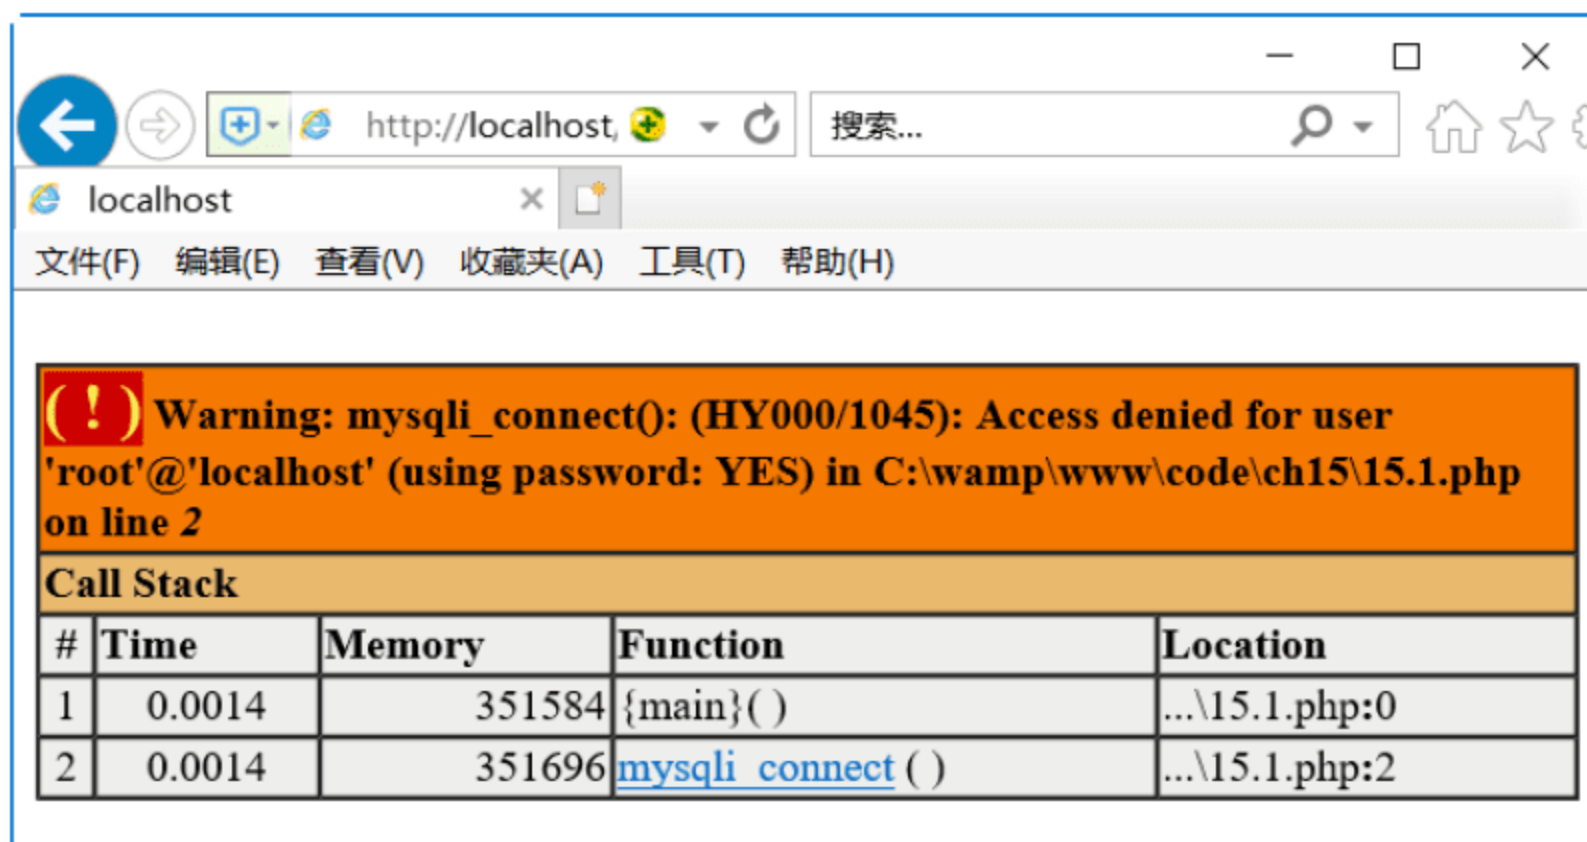 http://localhost, 搜索...
localhost
文件(F) 编辑(E) 查看(V) 收藏夹(A) 工具(T) 帮助(H)
( ! ) Warning: mysqli_connect(): (HY000/1045): Access denied for user
'root'@'localhost' (using password: YES) in C:\wamp\www\code\ch15\15.1.php
on line 2
Call Stack
# Time Memory Function Location
1 0.0014 351584 {main}( ) ...\15.1.php:0
2 0.0014 351696 mysqli_connect ( ) ...\15.1.php:2